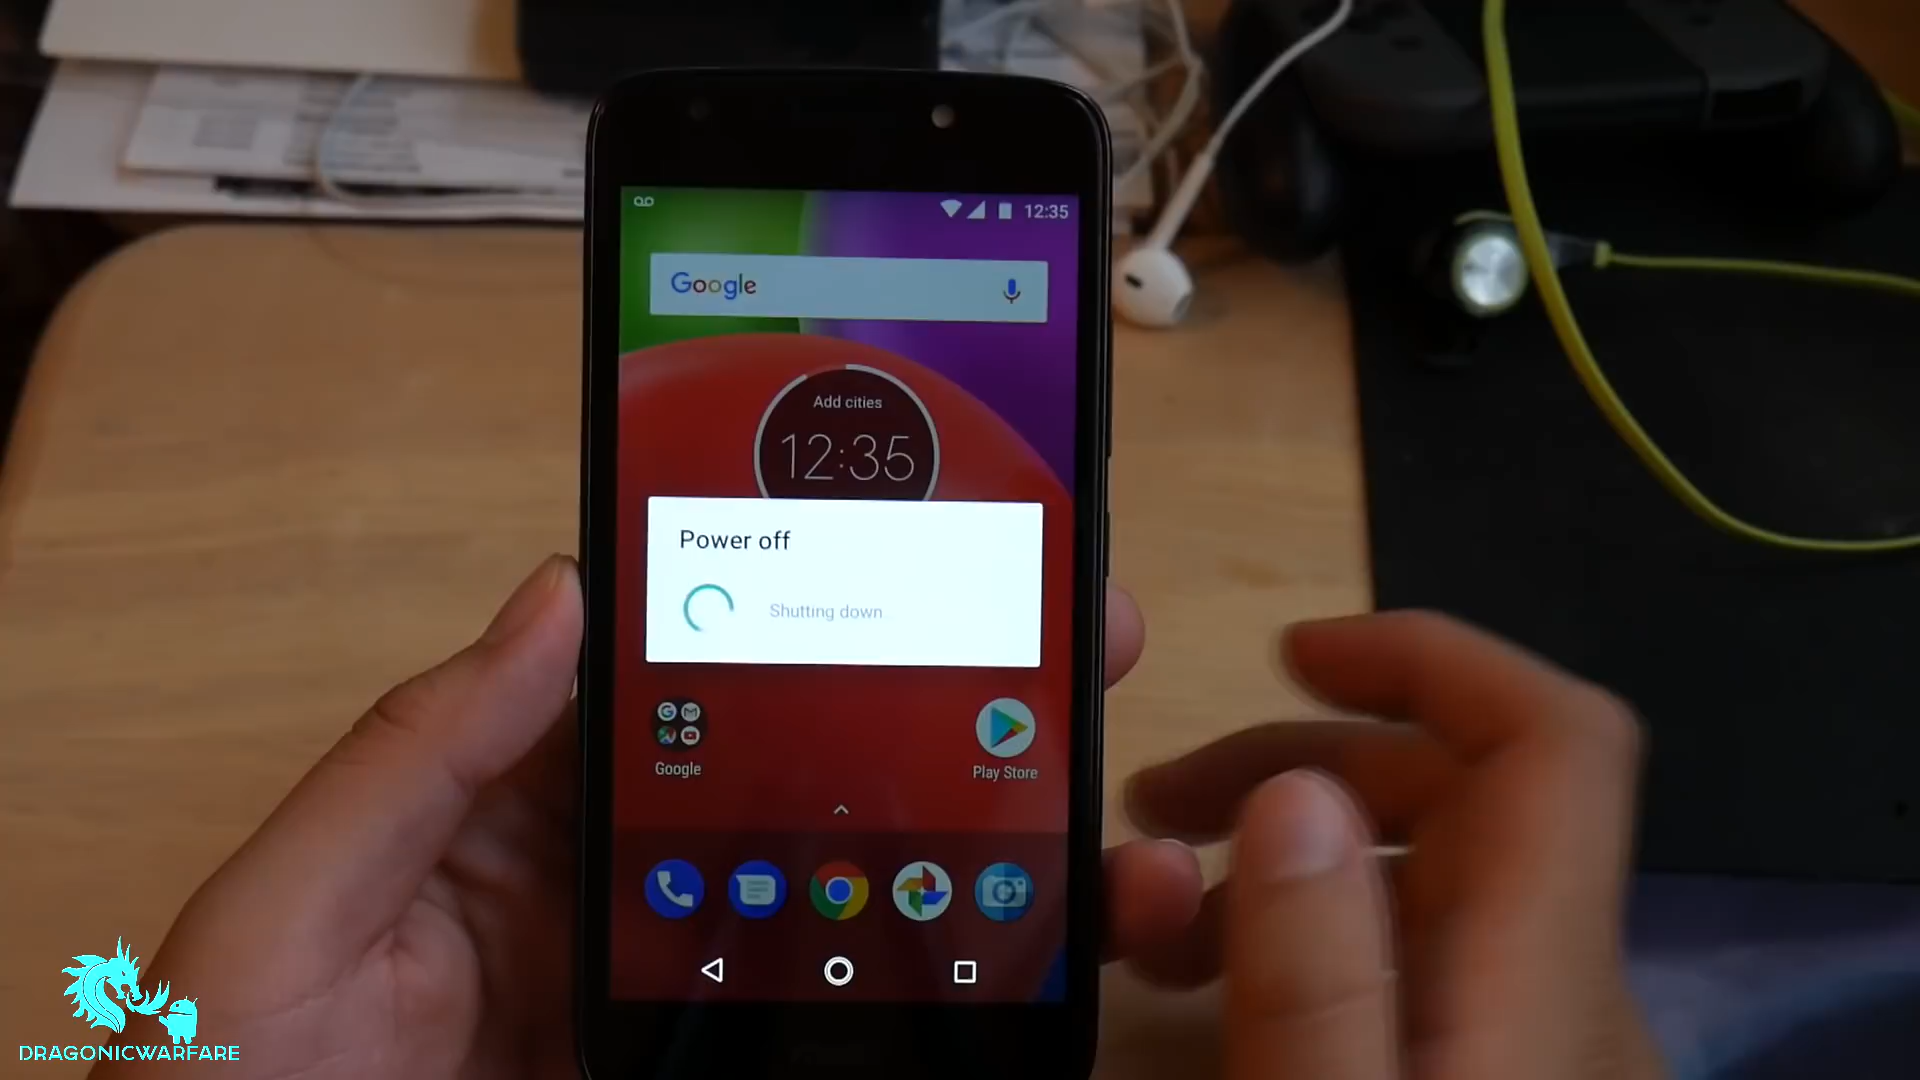 12:35
Google
Add cities
12:35
Power off
Shutting down
Google
Play Store
DRAGONICWARFARE